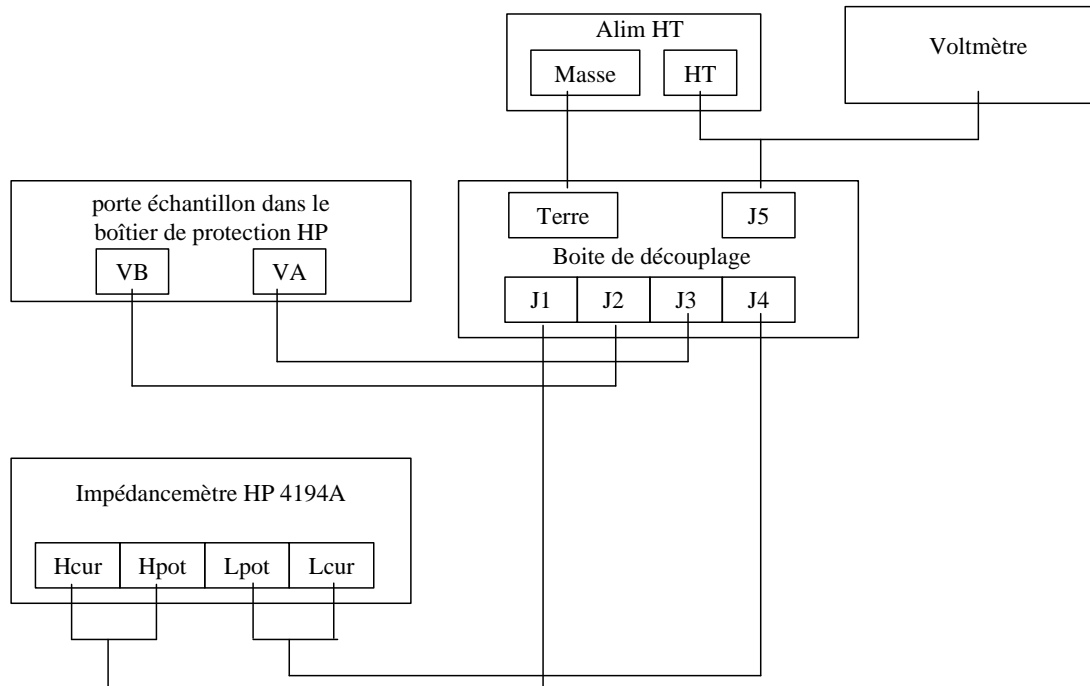 Alim HT
Masse
HT
Voltmètre
porte échantillon dans le
boîtier de protection HP
VB
VA
Terre
J5
Boite de découplage
J1
J2
J3
J4
Impédancemètre HP 4194A
Hcur
Hpot
Lpot
Lcur